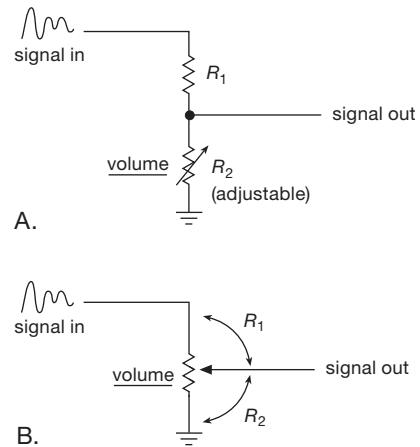 signal in
R1
signal out
volume
R2
(adjustable)
A.
signal in
R1
volume
signal out
R2
B.